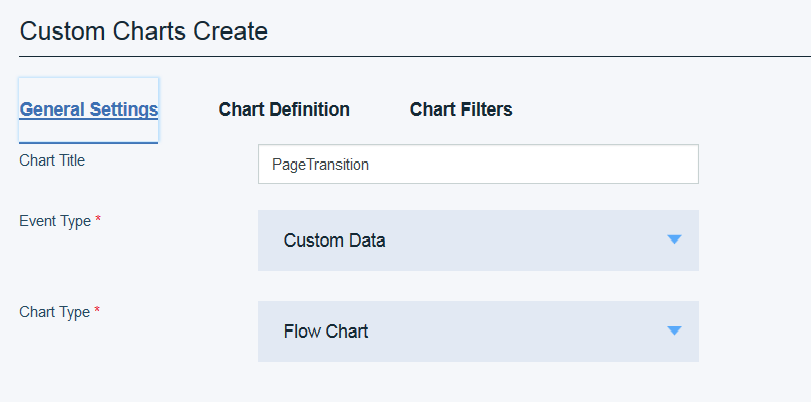 Custom Charts Create
General Settings Chart Definition Chart Filters
Chart Title PageTransition
Event Type * Custom Data
Chart Type * Flow Chart